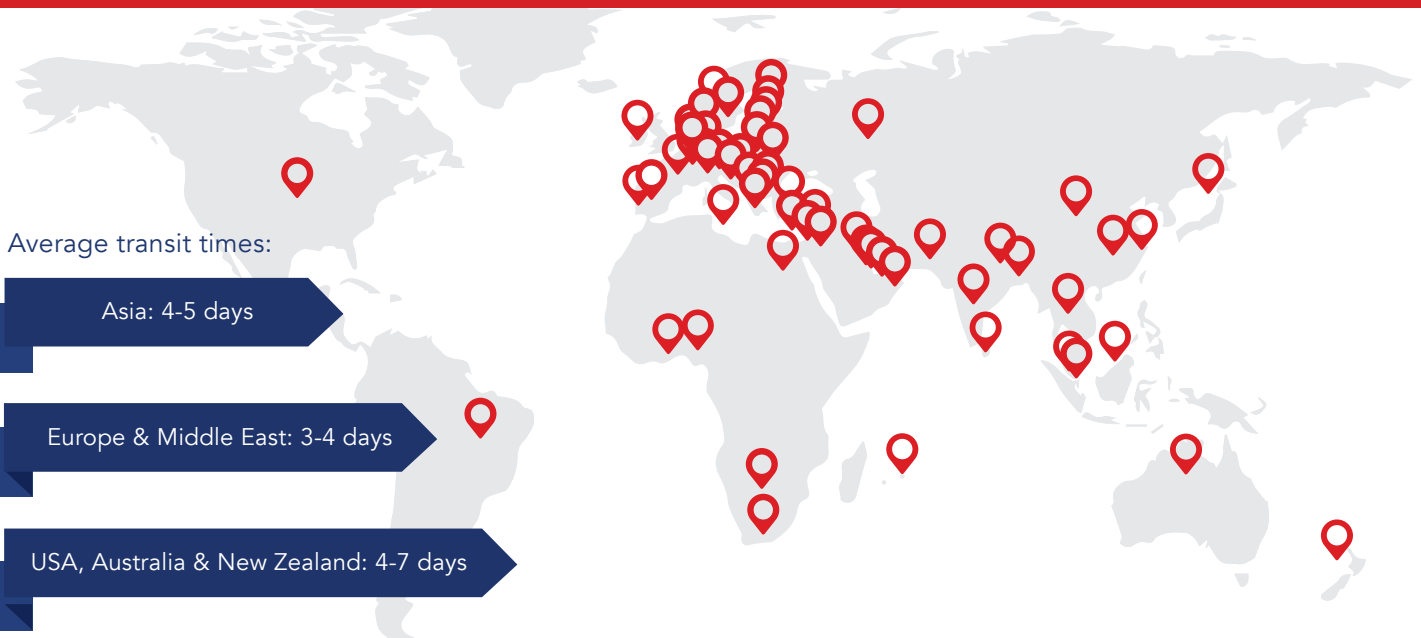 Average transit times:
Asia: 4-5 days
Europe & Middle East: 3-4 days
USA, Australia & New Zealand: 4-7 days